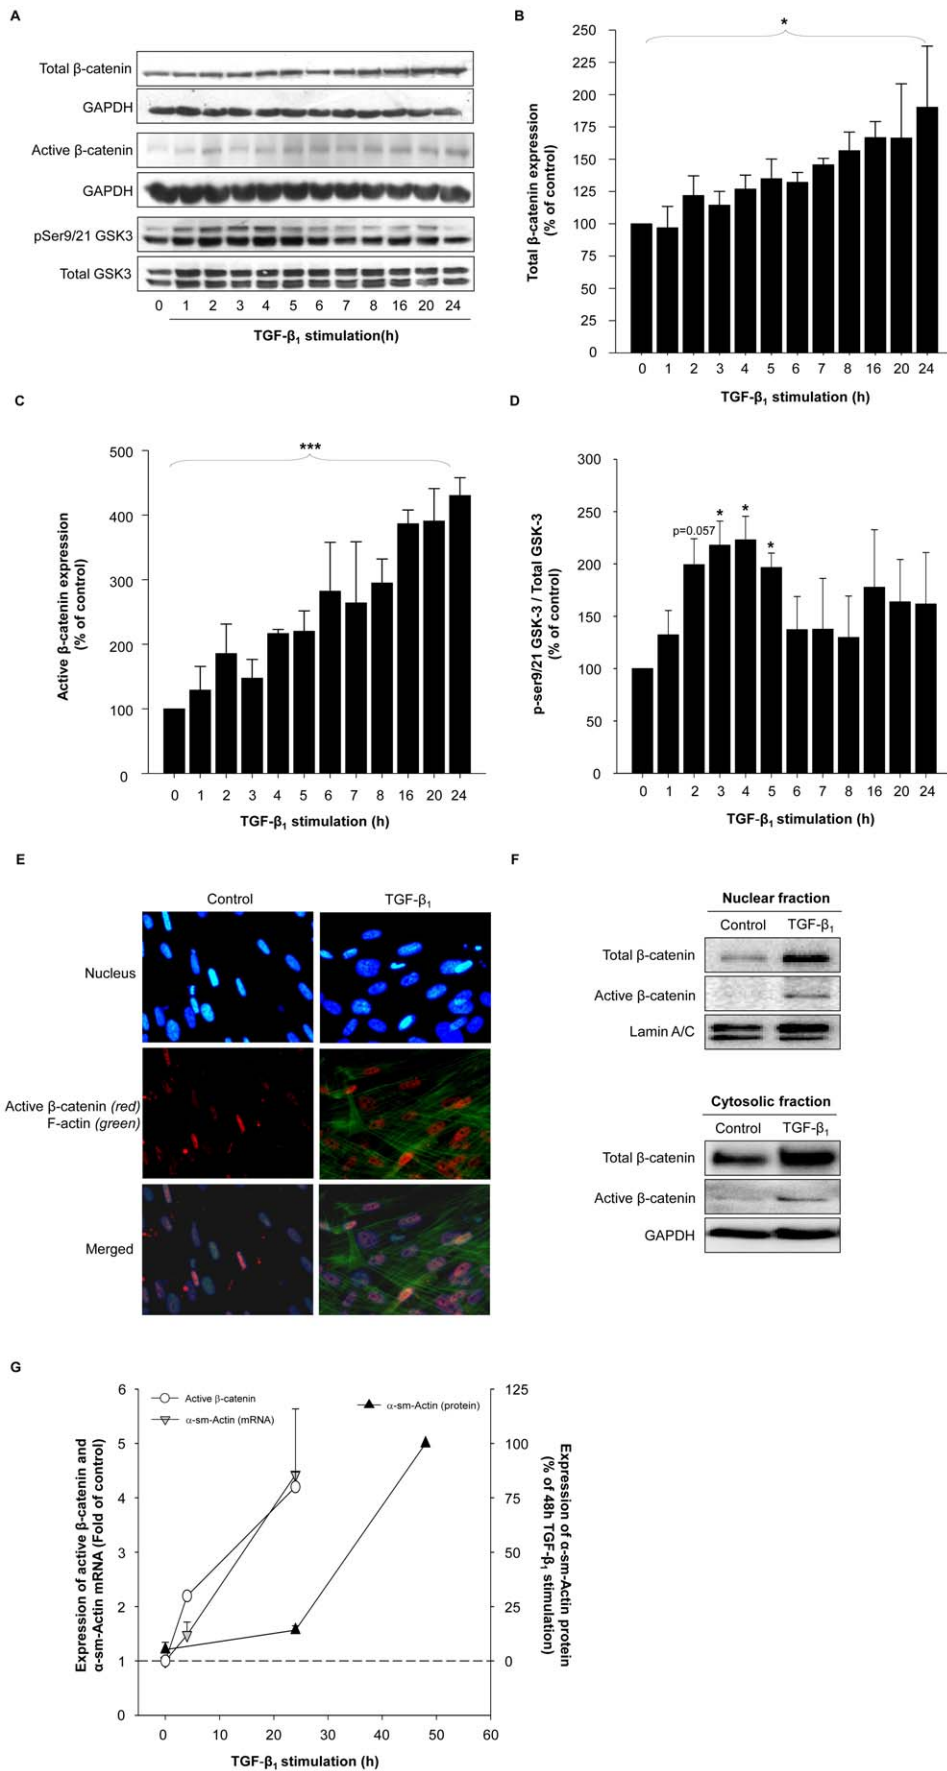 A
Total β-catenin
GAPDH
Active β-catenin
GAPDH
pSer9/21 GSK3
Total GSK3
0 1 2 3 4 5 6 7 8 16 20 24
TGF-β₁ stimulation(h)
B
*
Total β-catenin expression
(% of control)
250
225
200
175
150
125
100
75
50
25
0
0 1 2 3 4 5 6 7 8 16 20 24
TGF-β₁ stimulation (h)
C
***
Active β-catenin expression
(% of control)
500
400
300
200
100
0
0 1 2 3 4 5 6 7 8 16 20 24
TGF-β₁ stimulation (h)
D
p-ser9/21 GSK-3 / Total GSK-3
(% of control)
300
250
200
150
100
50
0
p=0.057
* * *
0 1 2 3 4 5 6 7 8 16 20 24
TGF-β₁ stimulation (h)
E
Control TGF-β₁
Nucleus
Active β-catenin (red)
F-actin (green)
Merged
F
Nuclear fraction
Control TGF-β₁
Total β-catenin
Active β-catenin
Lamin A/C
Cytosolic fraction
Control TGF-β₁
Total β-catenin
Active β-catenin
GAPDH
G
Expression of active β-catenin and
α-sm-Actin mRNA (Fold of control)
6
5
4
3
2
1
0
Active β-catenin
α-sm-Actin (mRNA)
α-sm-Actin (protein)
125
100
75
50
25
0
Expression of α-sm-Actin protein
(% of 48h TGF-β₁
stimulation)
0 10 20 30 40 50 60
TGF-β₁ stimulation (h)